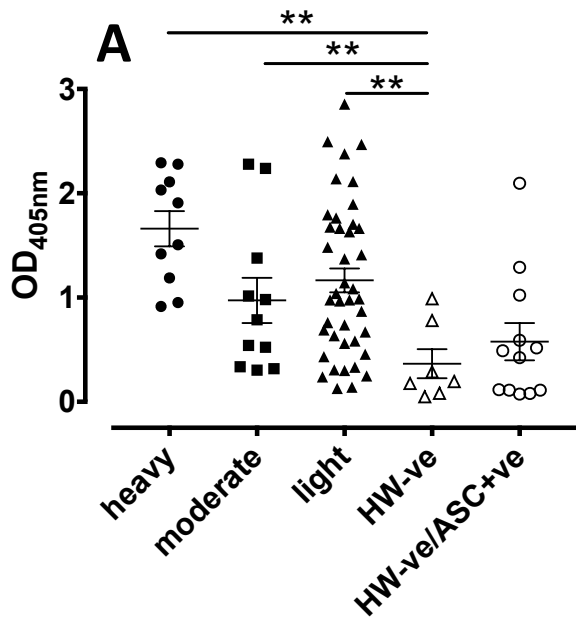 A
**
**
**
3
2
1
0
OD405nm
heavy
moderate
light
HW-ve
HW-ve/ASC+ve